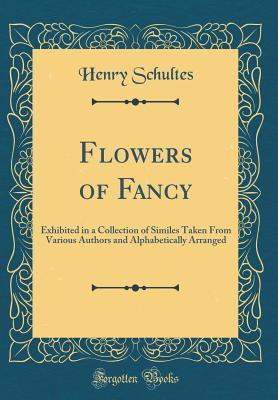 Henry Schultes
Flowers
of Fancy
Exhibited in a Collection of Similes Taken From
Various Authors and Alphabetically Arranged
Forgotten Books